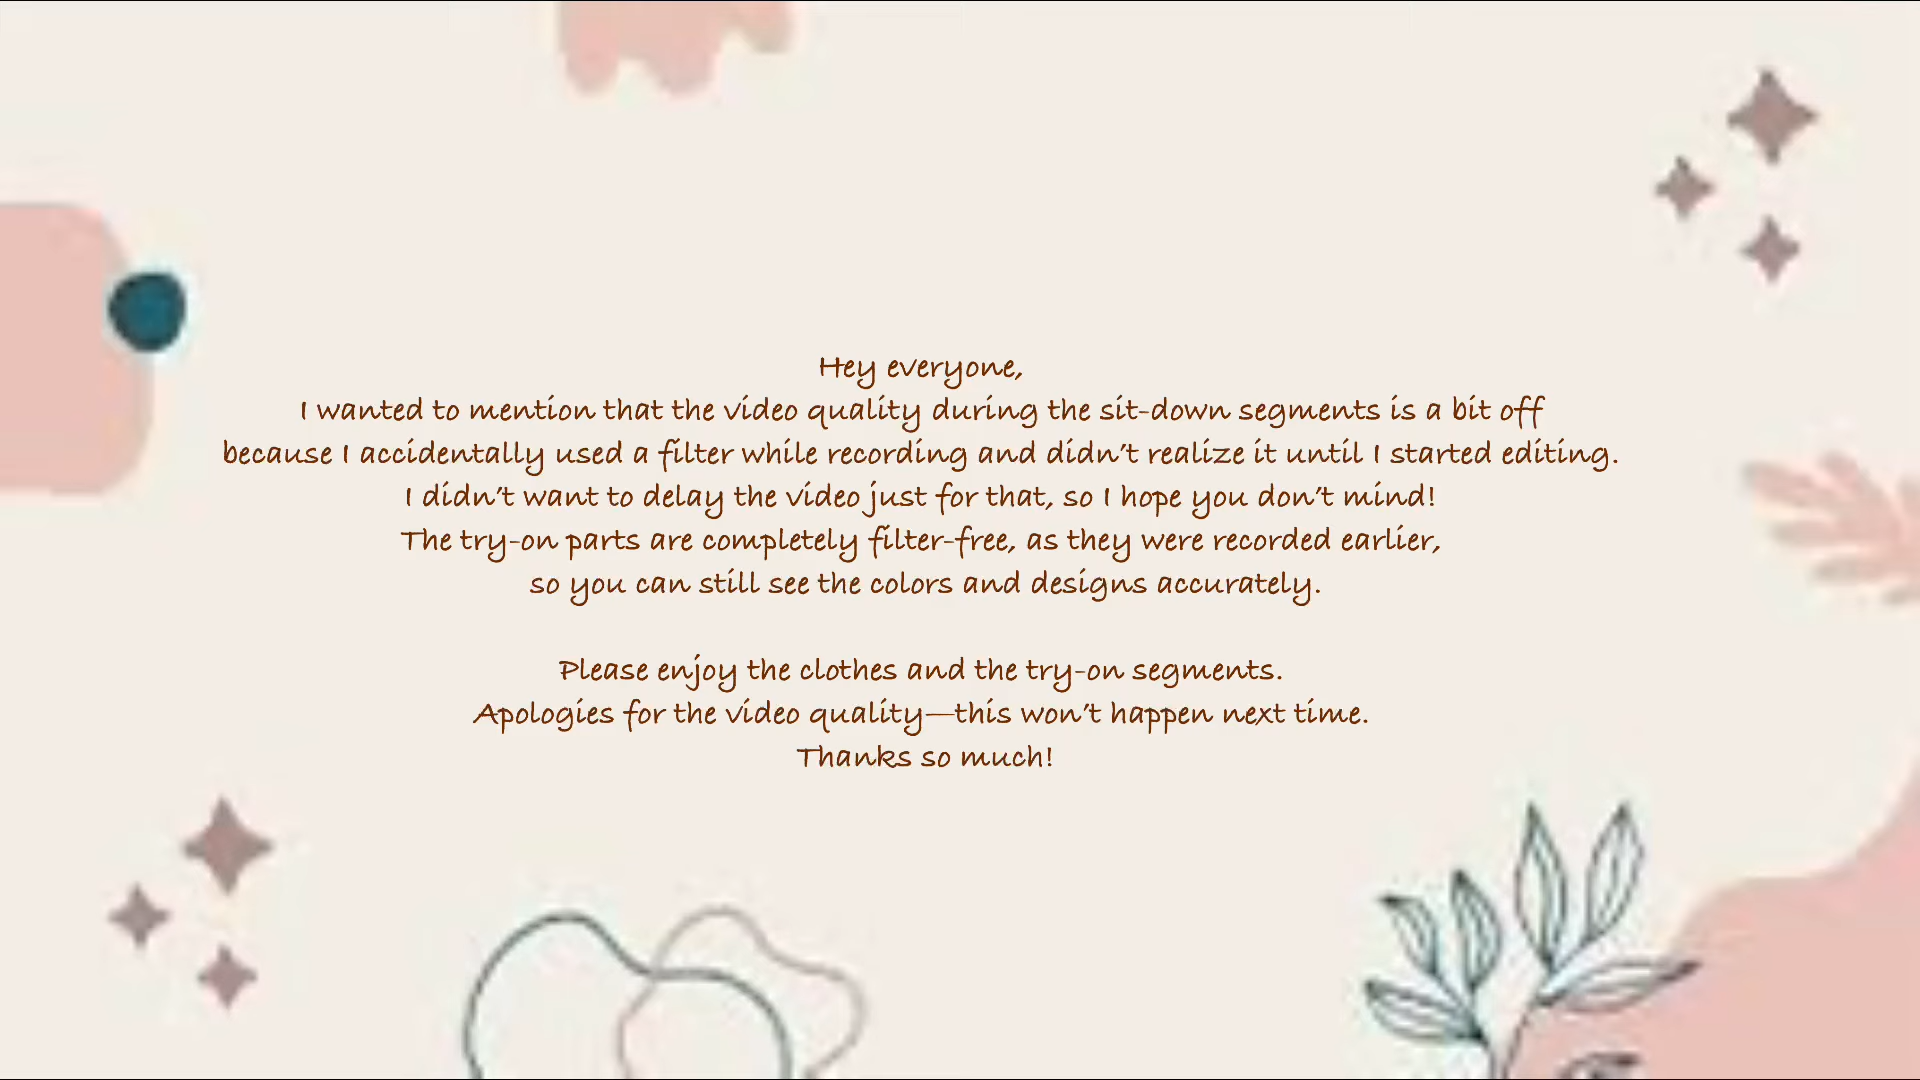 Hey everyone,
I wanted to mention that the video quality during the sit-down segments is a bit off
because I accidentally used a filter while recording and didn’t realize it until I started editing.
I didn’t want to delay the video just for that, so I hope you don’t mind!
The try-on parts are completely filter-free, as they were recorded earlier,
so you can still see the colors and designs accurately.
Please enjoy the clothes and the try-on segments.
Apologies for the video quality—this won’t happen next time.
Thanks so much!